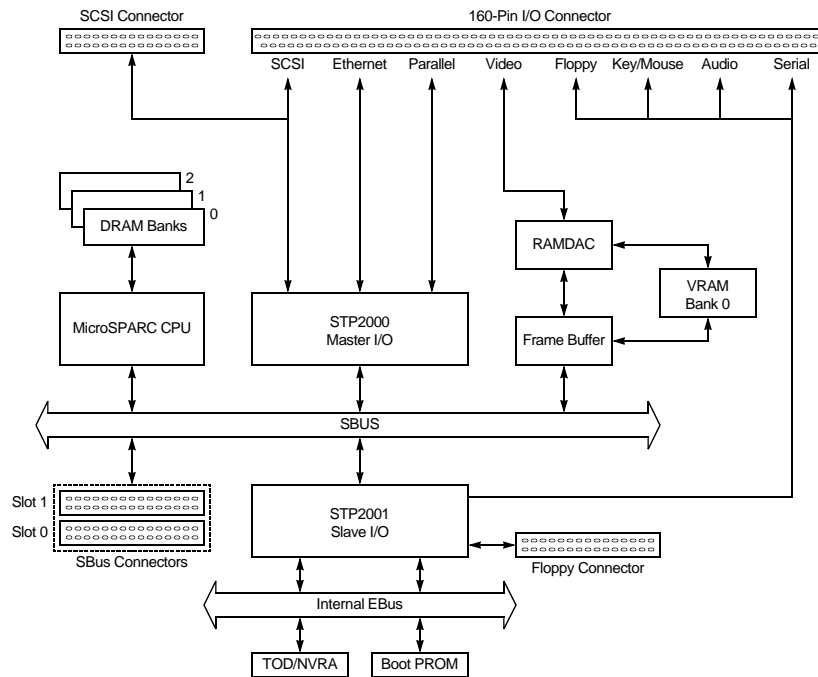 SCSI Connector
160-Pin I/O Connector
SCSI Ethernet Parallel Video Floppy Key/Mouse Audio Serial
2
1
0
DRAM Banks
RAMDAC
VRAM
Bank 0
MicroSPARC CPU
STP2000
Master I/O
Frame Buffer
SBUS
Slot 1
Slot 0
SBus Connectors
STP2001
Slave I/O
Floppy Connector
Internal EBus
TOD/NVRA
Boot PROM